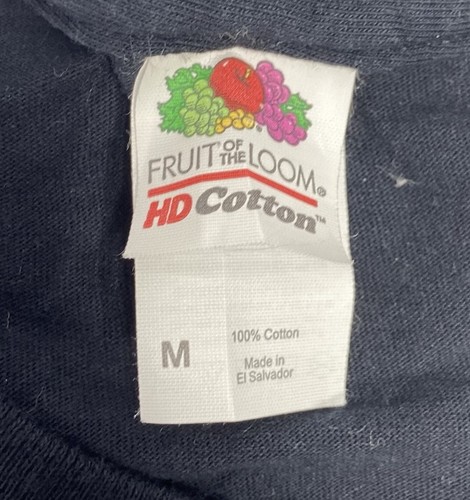 FRUIT OF THE LOOM®
HD Cotton™
M
100% Cotton
Made in
El Salvador